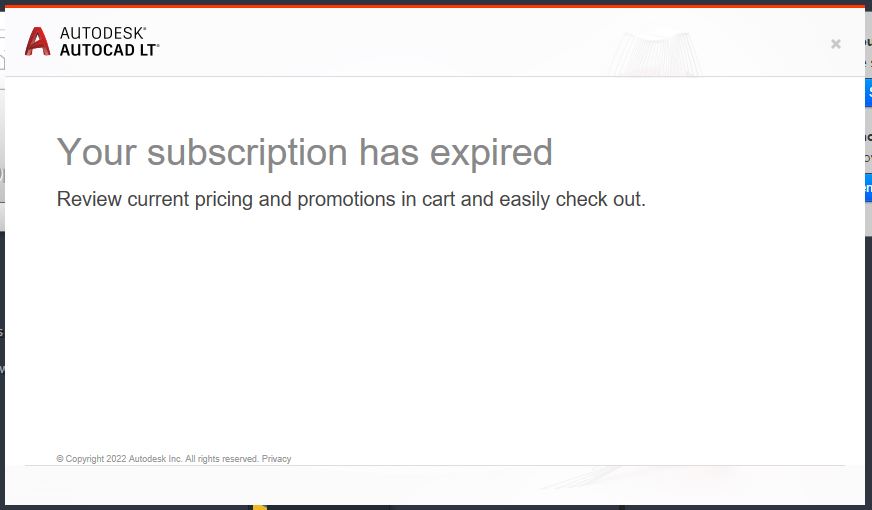 AUTODESK®
AUTOCAD LT®
Your subscription has expired
Review current pricing and promotions in cart and easily check out.
© Copyright 2022 Autodesk Inc. All rights reserved. Privacy